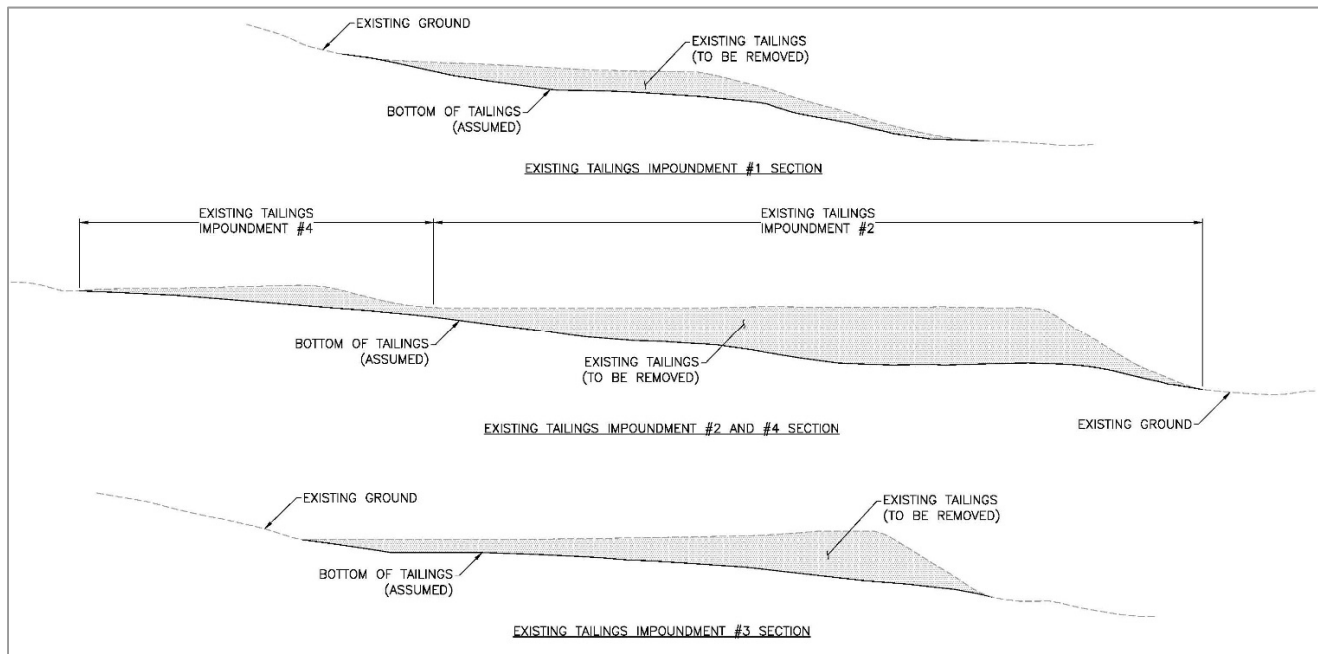 EXISTING GROUND
EXISTING TAILINGS
(TO BE REMOVED)
BOTTOM OF TAILINGS
(ASSUMED)
EXISTING TAILINGS IMPOUNDMENT #1 SECTION
EXISTING TAILINGS
IMPOUNDMENT #4
EXISTING TAILINGS
IMPOUNDMENT #2
BOTTOM OF TAILINGS
(ASSUMED)
EXISTING TAILINGS
(TO BE REMOVED)
EXISTING GROUND
EXISTING TAILINGS IMPOUNDMENT #2 AND #4 SECTION
EXISTING GROUND
EXISTING TAILINGS
(TO BE REMOVED)
BOTTOM OF TAILINGS
(ASSUMED)
EXISTING TAILINGS IMPOUNDMENT #3 SECTION